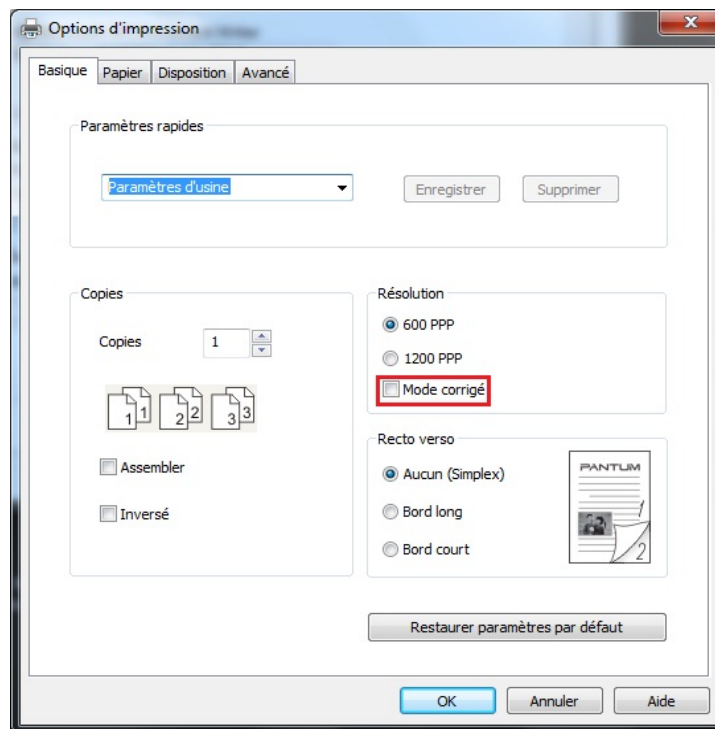 Options d'impression
Basique Papier Disposition Avancé
Paramètres rapides
Paramètres d'usine Enregistrer Supprimer
Copies
Copies 1
1 1 2 2 3 3
Assembler
Inversé
Résolution
600 PPP
1200 PPP
Mode corrigé
Recto verso
Aucun (Simplex)
Bord long
Bord court
PANTUM
1
2
Restaurer paramètres par défaut
OK Annuler Aide